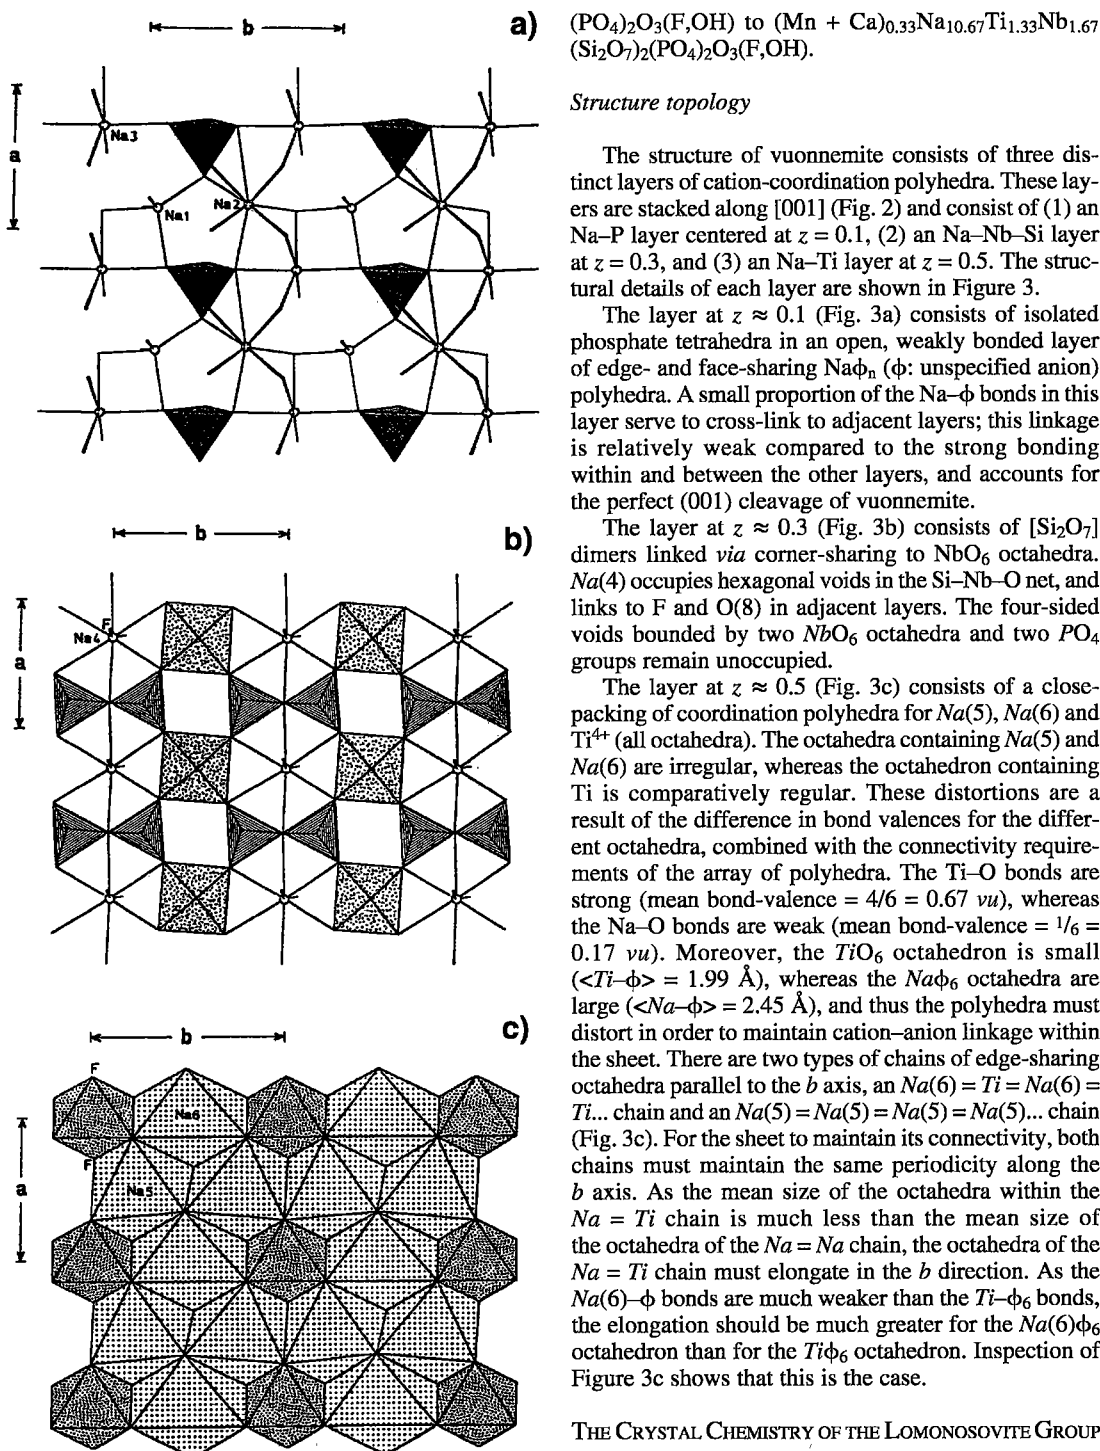 a)
b
a
Na3
Na1
Na2
b)
b
a
F
Na4
c)
b
a
F
Na6
F
Na5
(PO4)2O3(F,OH) to (Mn + Ca)0.33Na10.67Ti1.33Nb1.67
(Si2O7)2(PO4)2O3(F,OH).
Structure topology
The structure of vuonnemite consists of three dis-
tinct layers of cation-coordination polyhedra. These lay-
ers are stacked along [001] (Fig. 2) and consist of (1) an
Na–P layer centered at z = 0.1, (2) an Na–Nb–Si layer
at z = 0.3, and (3) an Na–Ti layer at z = 0.5. The struc-
tural details of each layer are shown in Figure 3.
The layer at z ≈ 0.1 (Fig. 3a) consists of isolated
phosphate tetrahedra in an open, weakly bonded layer
of edge- and face-sharing Naϕn (ϕ: unspecified anion)
polyhedra. A small proportion of the Na–ϕ bonds in this
layer serve to cross-link to adjacent layers; this linkage
is relatively weak compared to the strong bonding
within and between the other layers, and accounts for
the perfect (001) cleavage of vuonnemite.
The layer at z ≈ 0.3 (Fig. 3b) consists of [Si2O7]
dimers linked via corner-sharing to NbO6 octahedra.
Na(4) occupies hexagonal voids in the Si–Nb–O net, and
links to F and O(8) in adjacent layers. The four-sided
voids bounded by two NbO6 octahedra and two PO4
groups remain unoccupied.
The layer at z ≈ 0.5 (Fig. 3c) consists of a close-
packing of coordination polyhedra for Na(5), Na(6) and
Ti4+ (all octahedra). The octahedra containing Na(5) and
Na(6) are irregular, whereas the octahedron containing
Ti is comparatively regular. These distortions are a
result of the difference in bond valences for the differ-
ent octahedra, combined with the connectivity require-
ments of the array of polyhedra. The Ti–O bonds are
strong (mean bond-valence = 4/6 = 0.67 vu), whereas
the Na–O bonds are weak (mean bond-valence = 1/6 =
0.17 vu). Moreover, the TiO6 octahedron is small
(<Ti–ϕ> = 1.99 Å), whereas the Naϕ6 octahedra are
large (<Na–ϕ> = 2.45 Å), and thus the polyhedra must
distort in order to maintain cation–anion linkage within
the sheet. There are two types of chains of edge-sharing
octahedra parallel to the b axis, an Na(6) = Ti = Na(6) =
Ti... chain and an Na(5) = Na(5) = Na(5) = Na(5)... chain
(Fig. 3c). For the sheet to maintain its connectivity, both
chains must maintain the same periodicity along the
b axis. As the mean size of the octahedra within the
Na = Ti chain is much less than the mean size of
the octahedra of the Na = Na chain, the octahedra of the
Na = Ti chain must elongate in the b direction. As the
Na(6)–ϕ bonds are much weaker than the Ti–ϕ6 bonds,
the elongation should be much greater for the Na(6)ϕ6
octahedron than for the Tiϕ6 octahedron. Inspection of
Figure 3c shows that this is the case.
THE CRYSTAL CHEMISTRY OF THE LOMONOSOVITE GROUP